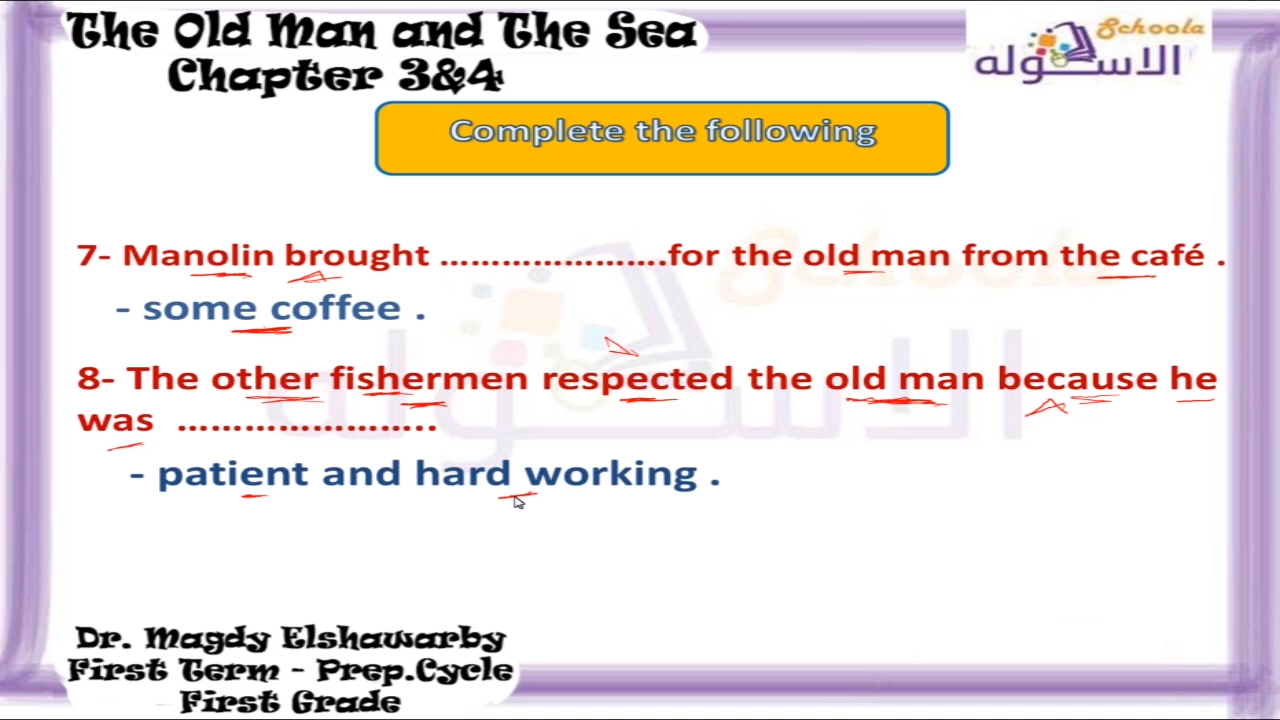 The Old Man and The Sea
Chapter 3&4
Schoola
الاسكوله
Complete the following
7- Manolin brought ......................for the old man from the café .
- some coffee .
8- The other fishermen respected the old man because he
was ........................
- patient and hard working .
Dr. Magdy Elshawarby
First Term - Prep.Cycle
First Grade